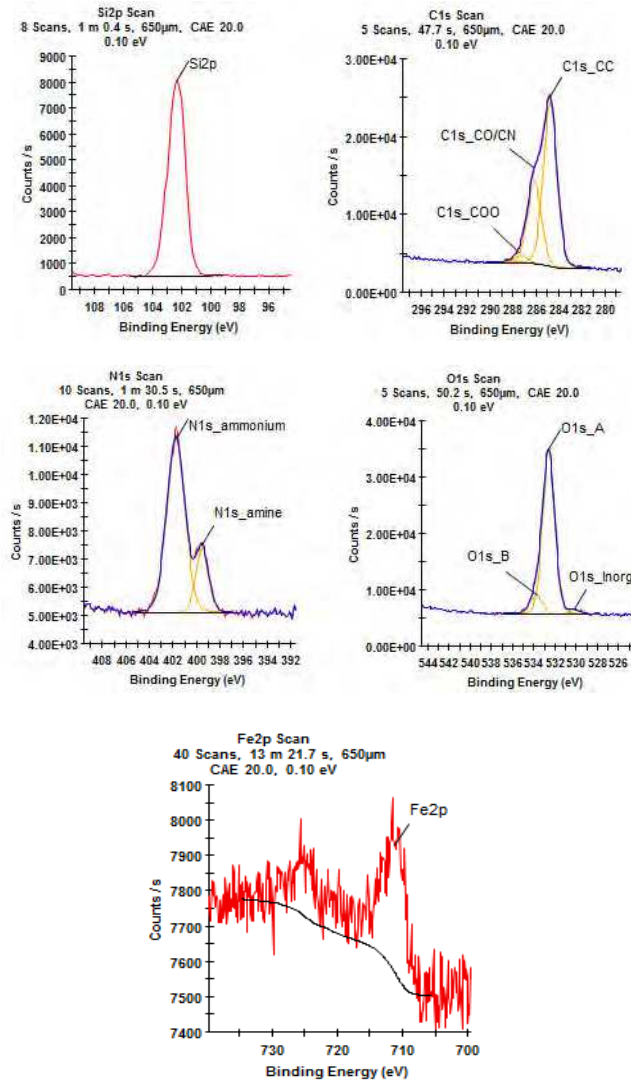 Si2p Scan
8 Scans, 1 m 0.4 s, 650µm, CAE 20.0
0.10 eV
Si2p
9000
8000
7000
6000
5000
4000
3000
2000
1000
0
Counts / s
108 106 104 102 100 98 96
Binding Energy (eV)
C1s Scan
5 Scans, 47.7 s, 650µm, CAE 20.0
0.10 eV
C1s_CC
C1s_CO/CN
C1s_COO
3.00E+04
2.00E+04
1.00E+04
0.00E+00
Counts / s
296 294 292 290 288 286 284 282 280
Binding Energy (eV)
N1s Scan
10 Scans, 1 m 30.5 s, 650µm
CAE 20.0, 0.10 eV
N1s_ammonium
N1s_amine
1.20E+04
1.10E+04
1.00E+04
9.00E+03
8.00E+03
7.00E+03
6.00E+03
5.00E+03
4.00E+03
Counts / s
408 406 404 402 400 398 396 394 392
Binding Energy (eV)
O1s Scan
5 Scans, 50.2 s, 650µm, CAE 20.0
0.10 eV
O1s_A
O1s_B
O1s_Inorg
4.00E+04
3.00E+04
2.00E+04
1.00E+04
0.00E+00
Counts / s
544 542 540 538 536 534 532 530 528 526
Binding Energy (eV)
Fe2p Scan
40 Scans, 13 m 21.7 s, 650µm
CAE 20.0, 0.10 eV
Fe2p
8100
8000
7900
7800
7700
7600
7500
7400
Counts / s
730 720 710 700
Binding Energy (eV)